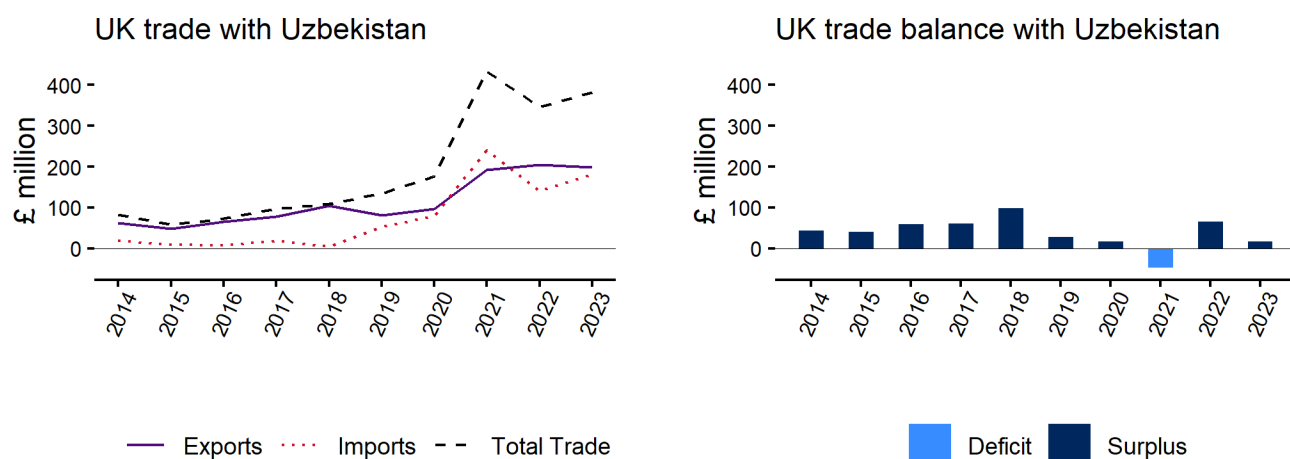 UK trade with Uzbekistan
£ million
400
300
200
100
0
2014 2015 2016 2017 2018 2019 2020 2021 2022 2023
Exports Imports Total Trade
UK trade balance with Uzbekistan
£ million
400
300
200
100
0
2014 2015 2016 2017 2018 2019 2020 2021 2022 2023
Deficit Surplus